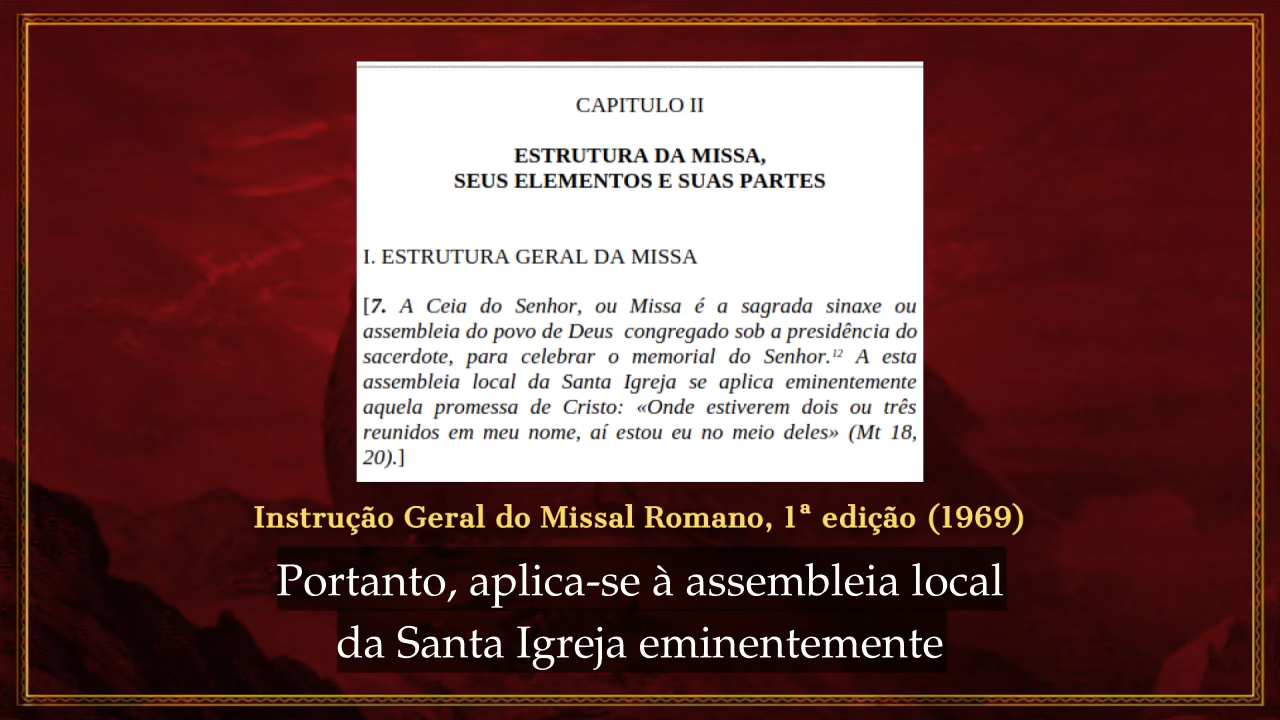 CAPITULO II
ESTRUTURA DA MISSA,
SEUS ELEMENTOS E SUAS PARTES
I. ESTRUTURA GERAL DA MISSA
[7. A Ceia do Senhor, ou Missa é a sagrada sinaxe ou
assembleia do povo de Deus congregado sob a presidência do
sacerdote, para celebrar o memorial do Senhor.¹² A esta
assembleia local da Santa Igreja se aplica eminentemente
aquela promessa de Cristo: «Onde estiverem dois ou três
reunidos em meu nome, aí estou eu no meio deles» (Mt 18,
20).]
Instrução Geral do Missal Romano, 1ª edição (1969)
Portanto, aplica-se à assembleia local
da Santa Igreja eminentemente